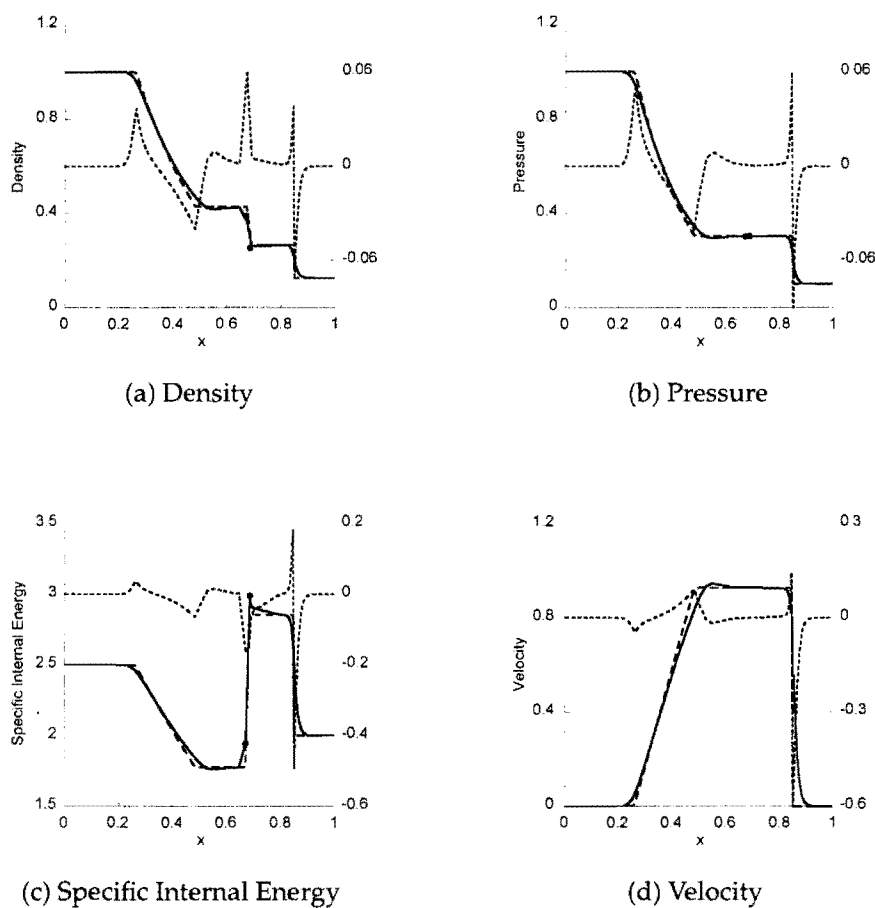 1.2
0.8
0.4
0
Density
0.06
0
-0.06
0 0.2 0.4 0.6 0.8 1
x
(a) Density
1.2
0.8
0.4
0
Pressure
0.06
0
-0.06
0 0.2 0.4 0.6 0.8 1
x
(b) Pressure
3.5
3
2.5
2
1.5
Specific Internal Energy
0.2
0
-0.2
-0.4
-0.6
0 0.2 0.4 0.6 0.8 1
x
(c) Specific Internal Energy
1.2
0.8
0.4
0
Velocity
0.3
0
-0.3
-0.6
0 0.2 0.4 0.6 0.8 1
x
(d) Velocity